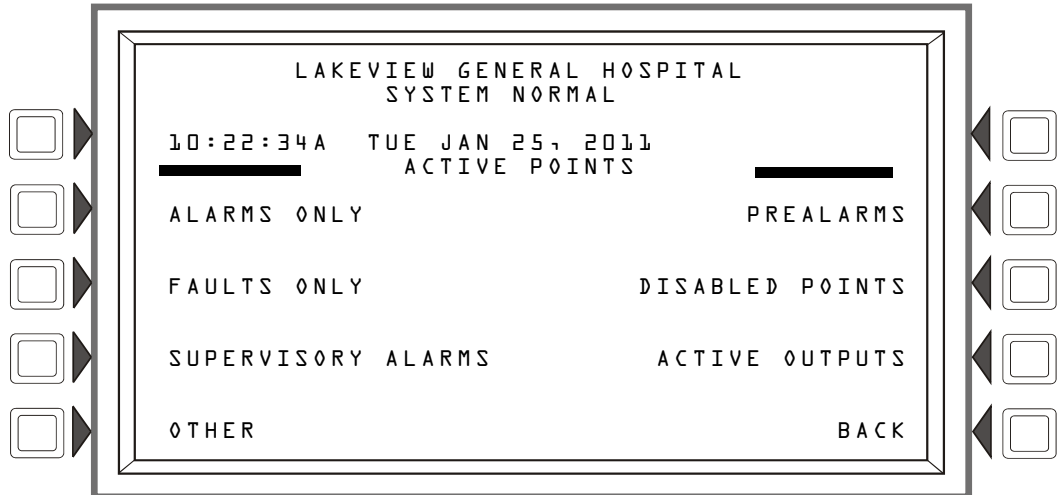 LAKEVIEW GENERAL HOSPITAL
SYSTEM NORMAL
10:22:34A TUE JAN 25, 2011
ACTIVE POINTS
ALARMS ONLY PREALARMS
FAULTS ONLY DISABLED POINTS
SUPERVISORY ALARMS ACTIVE OUTPUTS
OTHER BACK